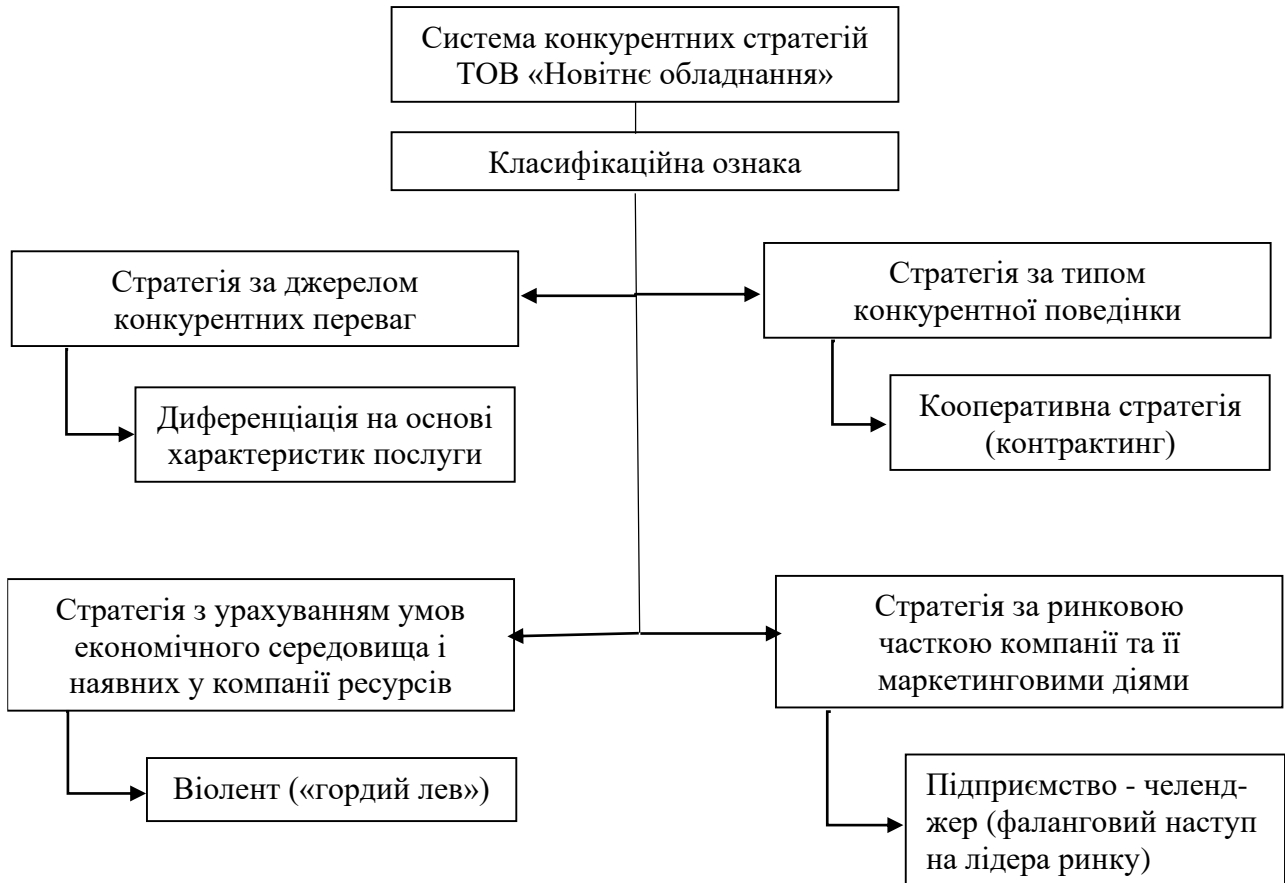 Система конкурентних стратегій
ТОВ «Новітнє обладнання»
Класифікаційна ознака
Стратегія за джерелом
конкурентних переваг
Стратегія за типом
конкурентної поведінки
Диференціація на основі
характеристик послуги
Кооперативна стратегія
(контрактинг)
Стратегія з урахуванням умов
економічного середовища і
наявних у компанії ресурсів
Стратегія за ринковою
часткою компанії та її
маркетинговими діями
Віолент («гордий лев»)
Підприємство - челенд-
жер (фаланговий наступ
на лідера ринку)